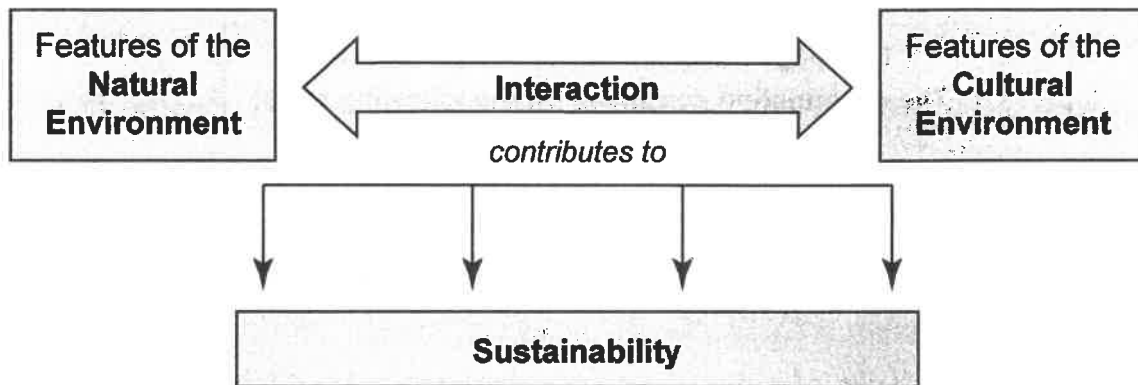 Features of the
Natural
Environment
Interaction
contributes to
Features of the
Cultural
Environment
Sustainability